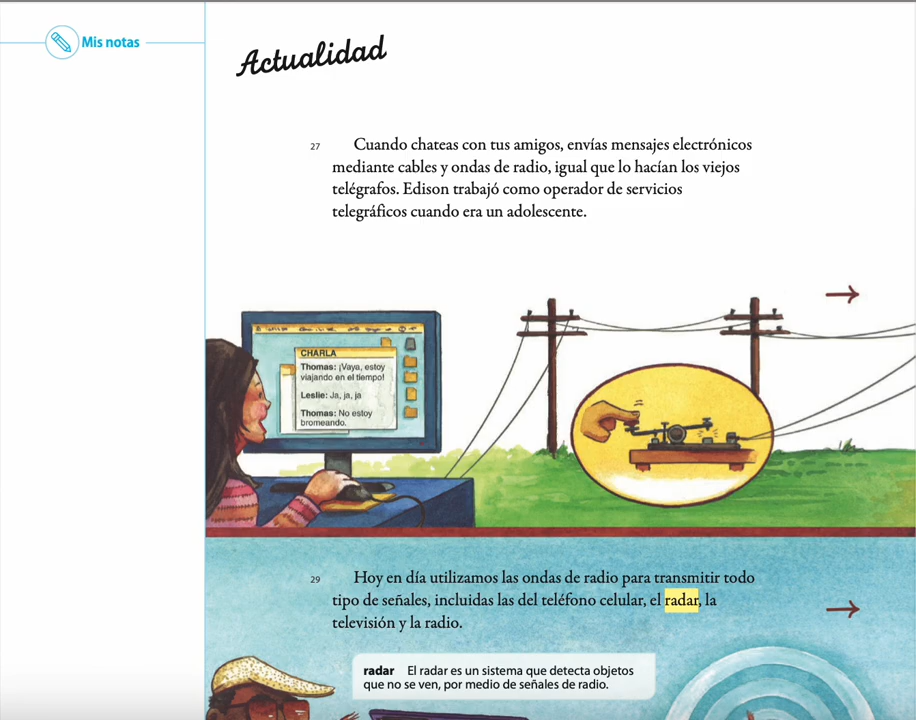 Mis notas
Actualidad
27 Cuando chateas con tus amigos, envías mensajes electrónicos
mediante cables y ondas de radio, igual que lo hacían los viejos
telégrafos. Edison trabajó como operador de servicios
telegráficos cuando era un adolescente.
CHARLA
Thomas: ¡Vaya, estoy
viajando en el tiempo!
Leslie: Ja, ja, ja
Thomas: No estoy
bromeando.
29 Hoy en día utilizamos las ondas de radio para transmitir todo
tipo de señales, incluidas las del teléfono celular, el radar, la
televisión y la radio.
radar El radar es un sistema que detecta objetos
que no se ven, por medio de señales de radio.